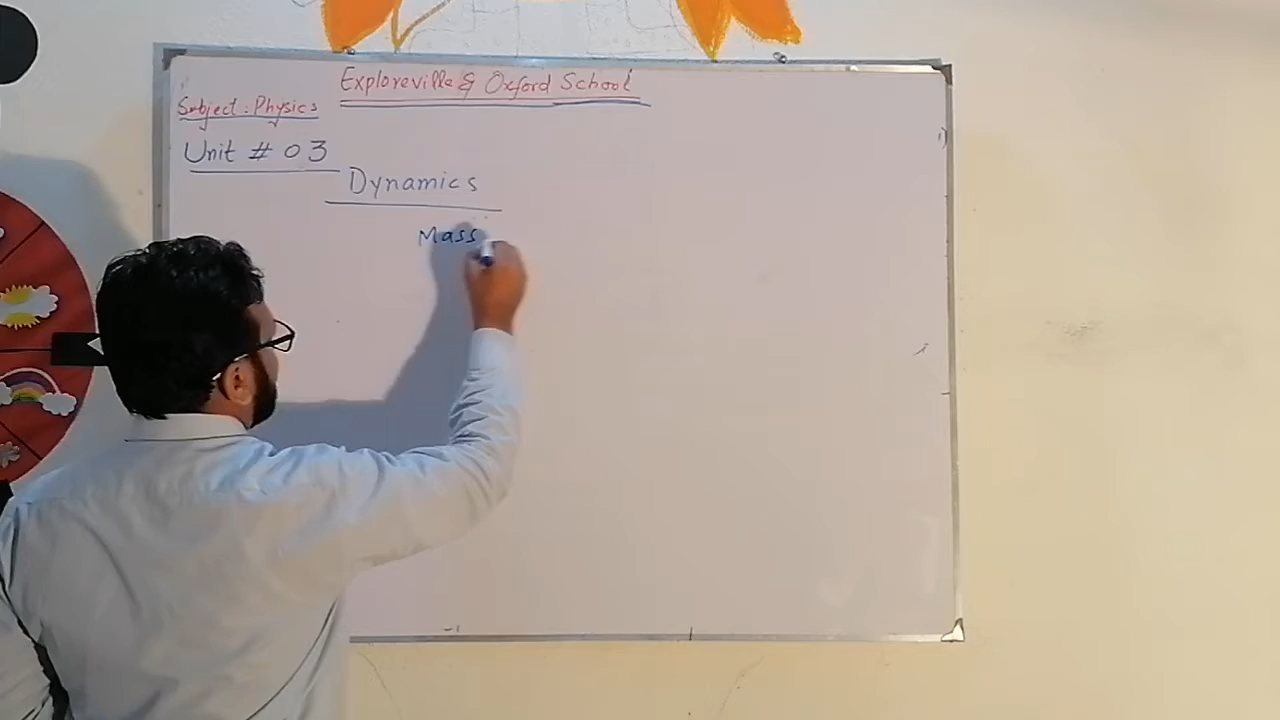 Exploreville & Oxford School
Subject: Physics
Unit # 03
Dynamics
Mass